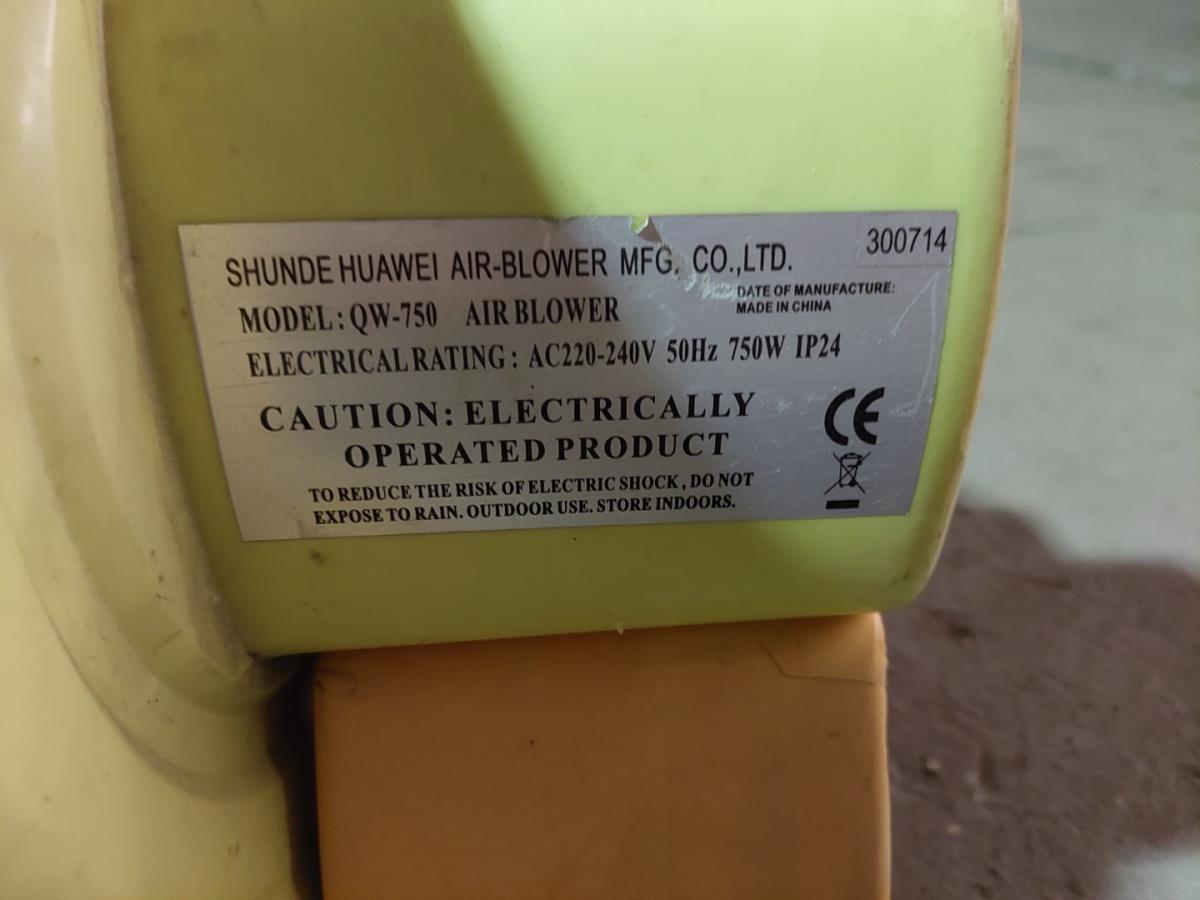 300714
SHUNDE HUAWEI AIR-BLOWER MFG. CO.,LTD.
DATE OF MANUFACTURE:
MADE IN CHINA
MODEL: QW-750 AIR BLOWER
ELECTRICAL RATING: AC220-240V 50Hz 750W IP24
CAUTION: ELECTRICALLY
OPERATED PRODUCT
CE
TO REDUCE THE RISK OF ELECTRIC SHOCK, DO NOT
EXPOSE TO RAIN. OUTDOOR USE. STORE INDOORS.